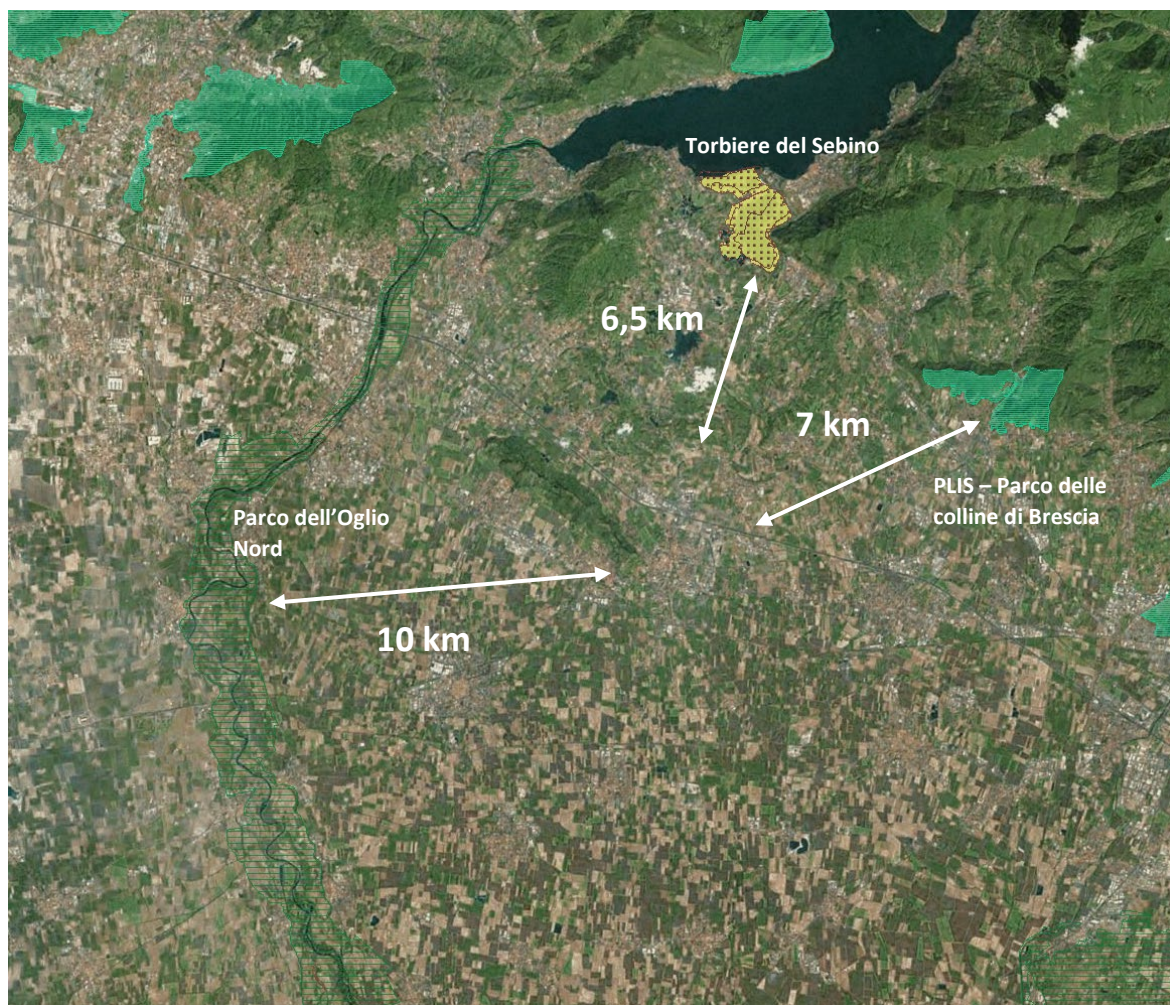 Torbiere del Sebino
6,5 km
7 km
PLIS – Parco delle
colline di Brescia
Parco dell’Oglio
Nord
10 km